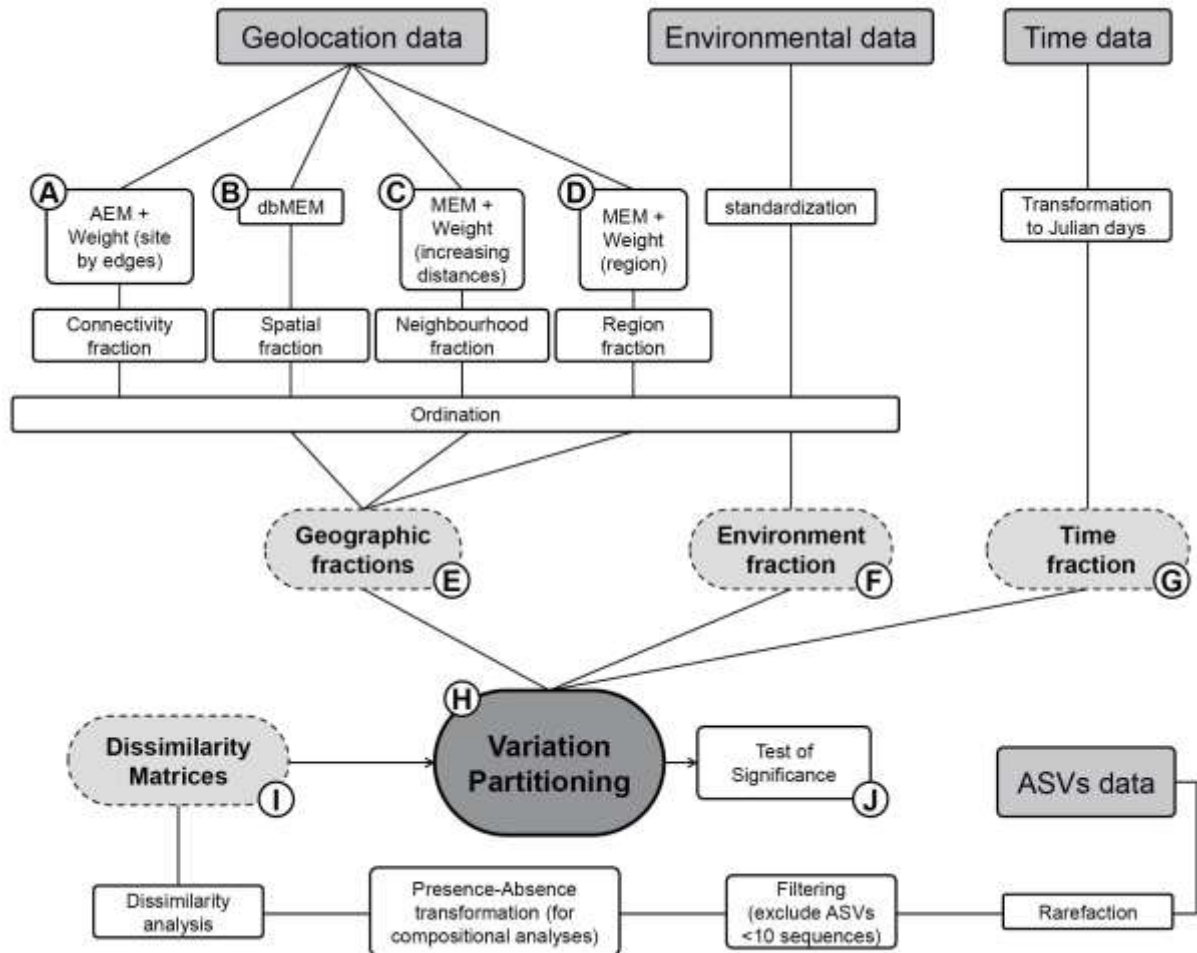 Geolocation data
Environmental data
Time data
A
AEM +
Weight (site
by edges)
B
dbMEM
C
MEM +
Weight
(increasing
distances)
D
MEM +
Weight
(region)
standardization
Transformation
to Julian days
Connectivity
fraction
Spatial
fraction
Neighbourhood
fraction
Region
fraction
Ordination
Geographic
fractions
E
Environment
fraction
F
Time
fraction
G
H
Variation
Partitioning
Dissimilarity
Matrices
I
Test of
Significance
J
ASVs data
Dissimilarity
analysis
Presence-Absence
transformation (for
compositional analyses)
Filtering
(exclude ASVs
<10 sequences)
Rarefaction